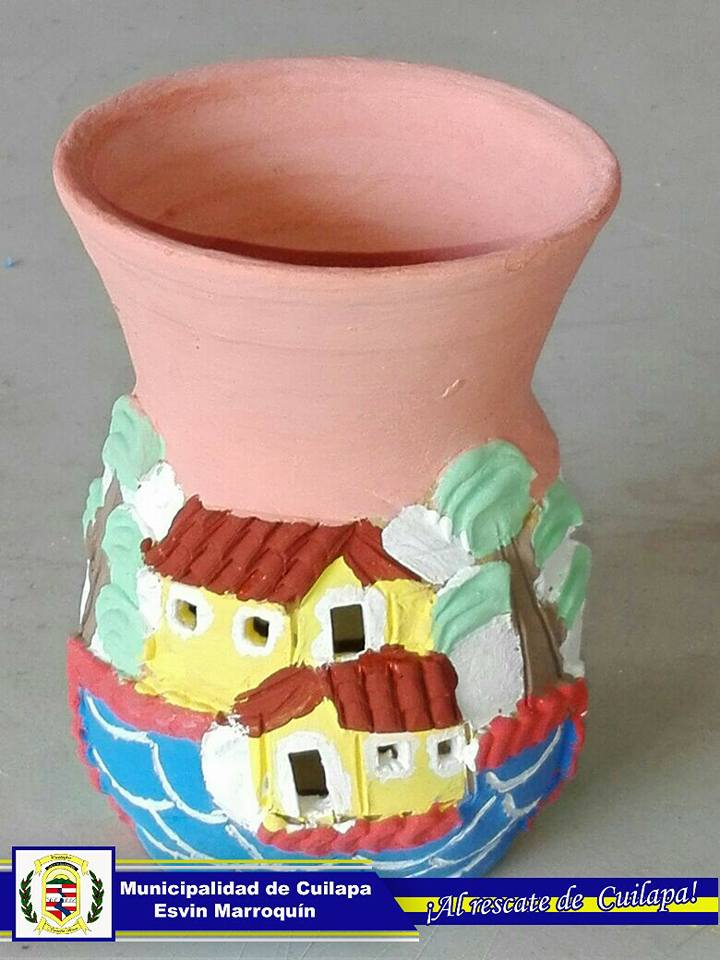 Municipalidad de Cuilapa
Esvin Marroquín
¡Al rescate de Cuilapa!